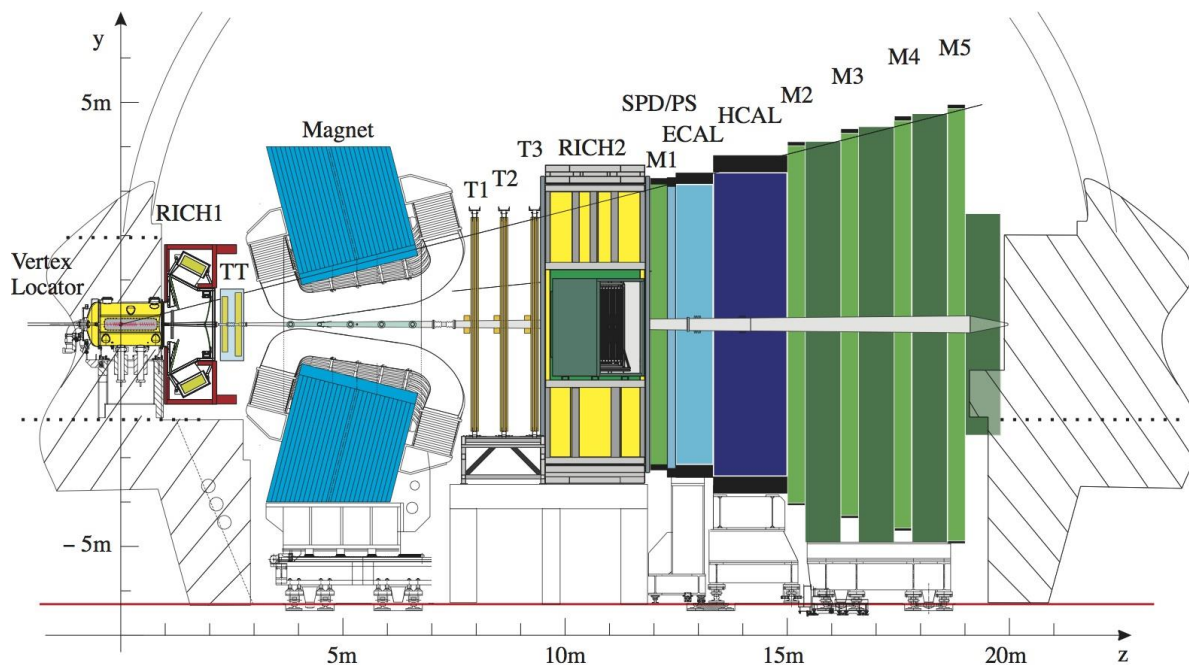 y
5m
Magnet
SPD/PS
ECAL
HCAL
M1
M2
M3
M4
M5
T1
T2
T3
RICH2
RICH1
TT
Vertex
Locator
– 5m
5m
10m
15m
20m
z